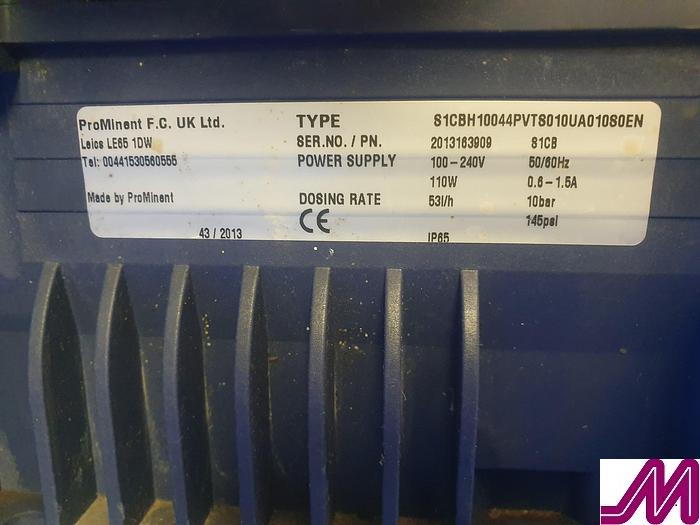 ProMinent F.C. UK Ltd.
Leics LE65 1DW
Tel: 00441530560555
Made by ProMinent
43 / 2013
TYPE S1CBH10044PVTS010UA010S0EN
SER.NO. / PN. 2013163909 S1CB
POWER SUPPLY 100-240V 50/60Hz
110W 0.6-1.5A
DOSING RATE 53l/h 10bar
CE 145psi
IP65
M